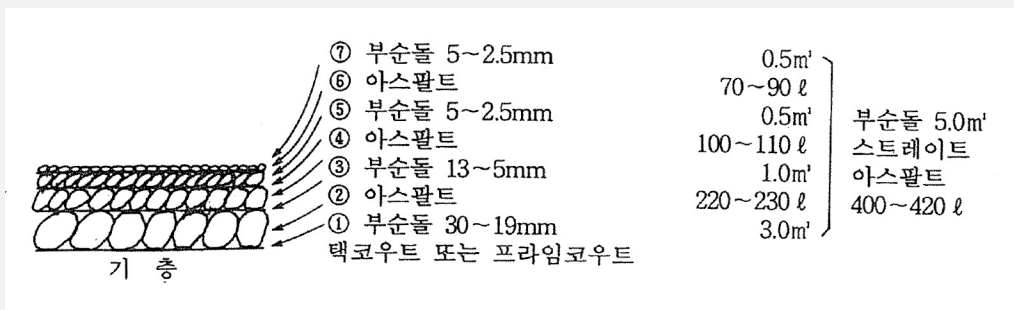 ⑦ 부순돌 5~2.5mm 0.5㎥
⑥ 아스팔트 70~90ℓ
⑤ 부순돌 5~2.5mm 0.5㎥
④ 아스팔트 100~110ℓ
③ 부순돌 13~5mm 1.0㎥
② 아스팔트 220~230ℓ
① 부순돌 30~19mm 3.0㎥
택코우트 또는 프라임코우트
부순돌 5.0㎥
스트레이트
아스팔트
400~420ℓ
기 층